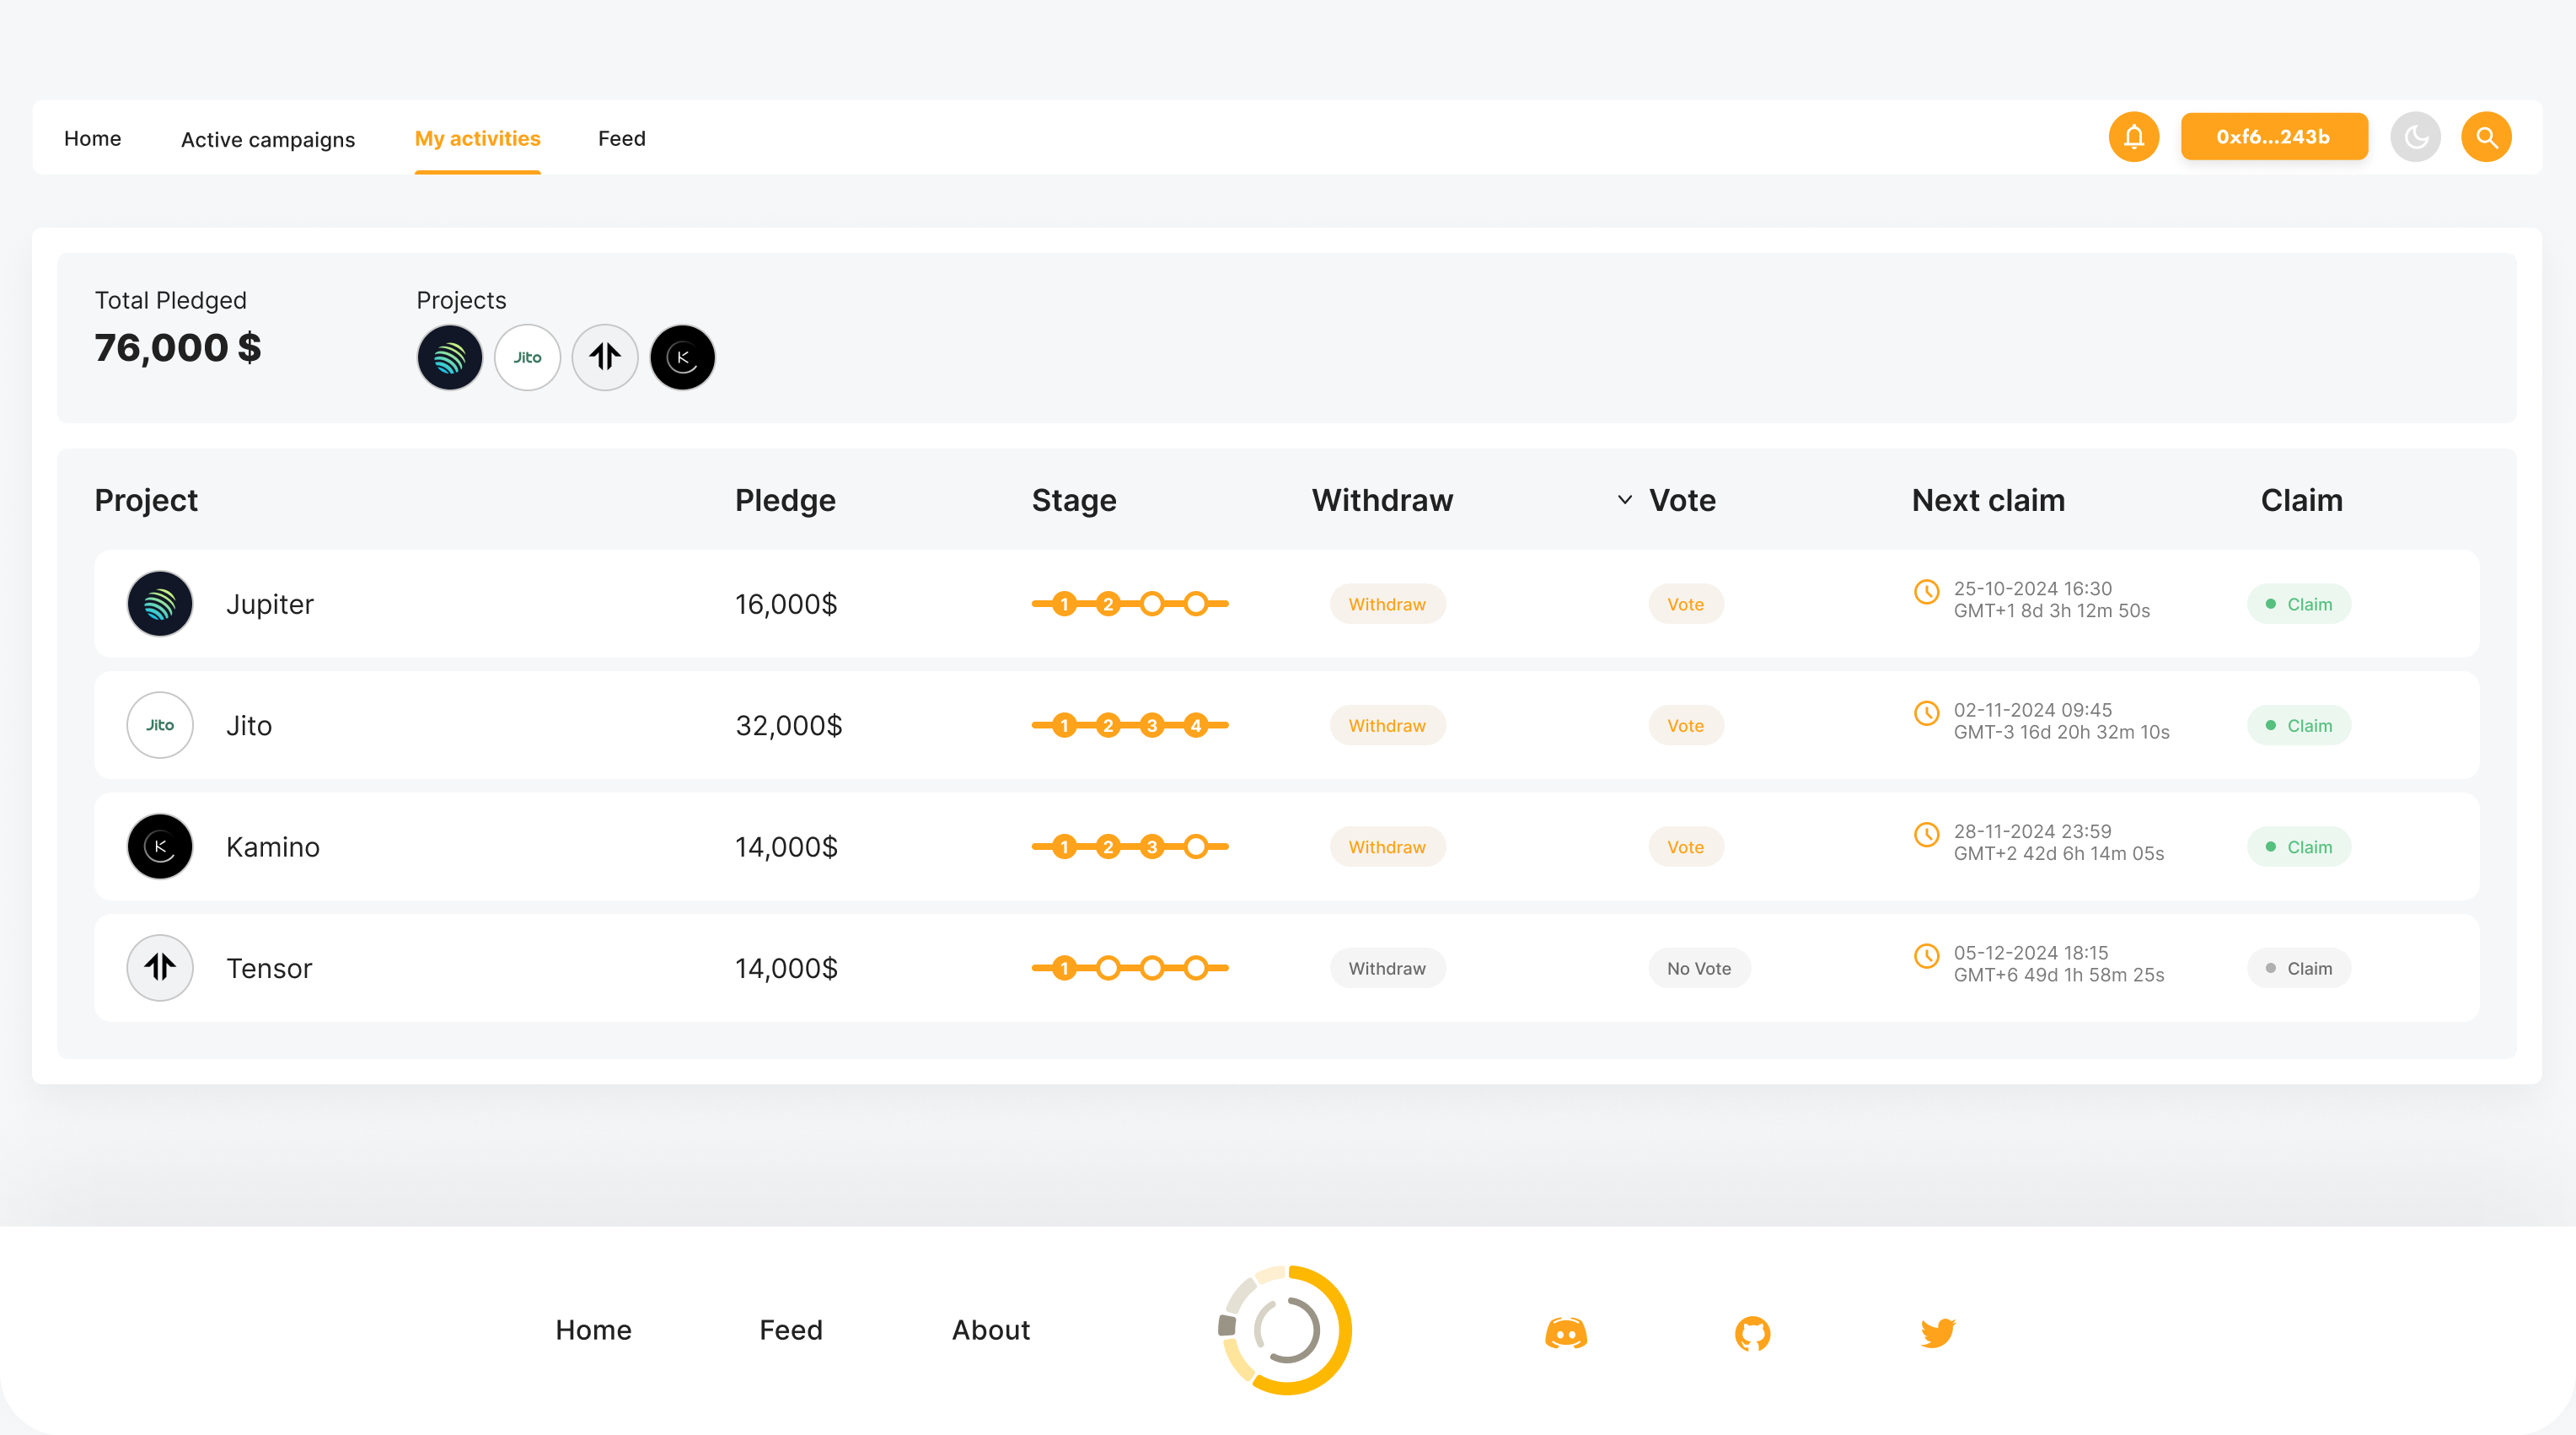 Home
Active campaigns
My activities
Feed
0xf6...243b
Total Pledged
76,000 $
Projects
Jito
K
Project
Pledge
Stage
Withdraw
Vote
Next claim
Claim
Jupiter
16,000$
1 2
Withdraw
Vote
25-10-2024 16:30
GMT+1 8d 3h 12m 50s
Claim
Jito
Jito
32,000$
1 2 3 4
Withdraw
Vote
02-11-2024 09:45
GMT-3 16d 20h 32m 10s
Claim
K
Kamino
14,000$
1 2 3
Withdraw
Vote
28-11-2024 23:59
GMT+2 42d 6h 14m 05s
Claim
Tensor
14,000$
1
Withdraw
No Vote
05-12-2024 18:15
GMT+6 49d 1h 58m 25s
Claim
Home
Feed
About